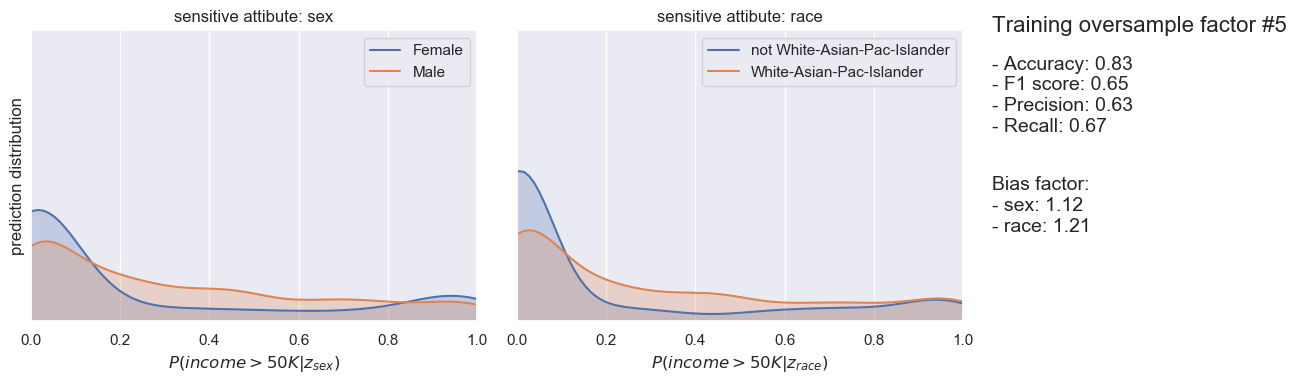 sensitive attibute: sex
Female
Male
prediction distribution
0.0 0.2 0.4 0.6 0.8 1.0
P(income > 50K|z_sex)
sensitive attibute: race
not White-Asian-Pac-Islander
White-Asian-Pac-Islander
0.0 0.2 0.4 0.6 0.8 1.0
P(income > 50K|z_race)
Training oversample factor #5
- Accuracy: 0.83
- F1 score: 0.65
- Precision: 0.63
- Recall: 0.67
Bias factor:
- sex: 1.12
- race: 1.21